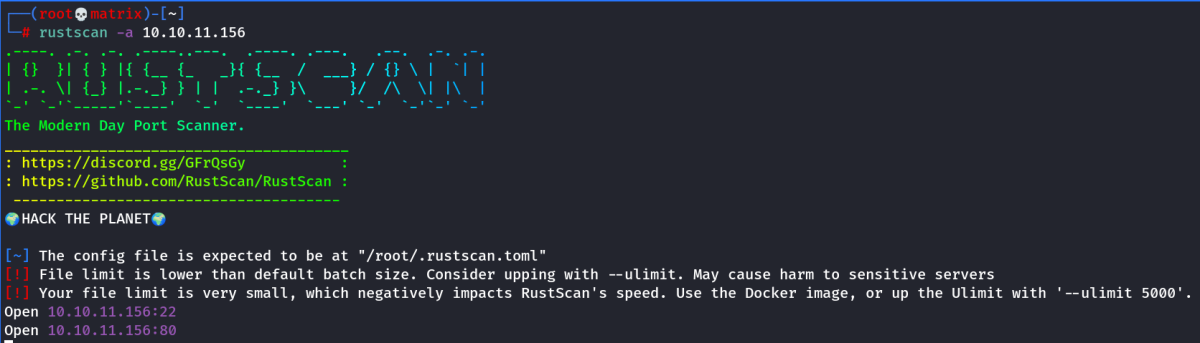 ┌──(root💀matrix)-[~]
└─# rustscan -a 10.10.11.156
.----. .-. .-. .----..---.  .----. .---.   .--.  .-. .-.
| {}  }| { } |{ {__ {_   _}{ {__  /  ___} / {} \ |  `| |
| .-. \| {_} |.-._} } | |  .-._} }\     }/  /\  \| |\  |
`-' `-'`-----'`----'  `-'  `----'  `---' `-'  `-'`-' `-'
The Modern Day Port Scanner.
________________________________________
: https://discord.gg/GFrQsGy           :
: https://github.com/RustScan/RustScan :
 --------------------------------------
🌍HACK THE PLANET🌍
[~] The config file is expected to be at "/root/.rustscan.toml"
[!] File limit is lower than default batch size. Consider upping with --ulimit. May cause harm to sensitive servers
[!] Your file limit is very small, which negatively impacts RustScan's speed. Use the Docker image, or up the Ulimit with '--ulimit 5000'.
Open 10.10.11.156:22
Open 10.10.11.156:80